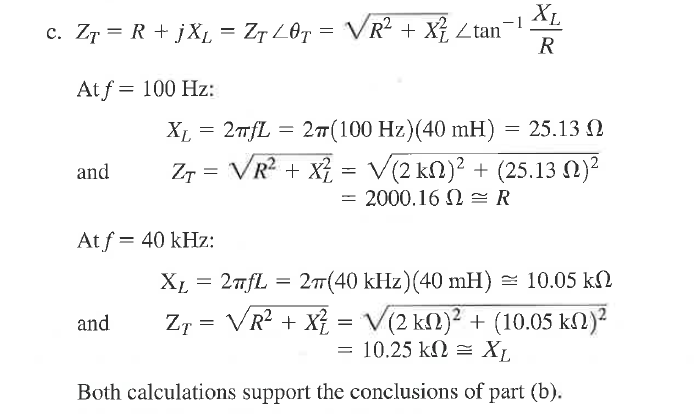 c. Z_T = R + jX_L = Z_T ∠θ_T = √(R² + X_L²) ∠tan⁻¹ X_L/R
At f = 100 Hz:
X_L = 2πfL = 2π(100 Hz)(40 mH) = 25.13 Ω
and Z_T = √(R² + X_L²) = √((2 kΩ)² + (25.13 Ω)²)
= 2000.16 Ω ≅ R
At f = 40 kHz:
X_L = 2πfL = 2π(40 kHz)(40 mH) ≅ 10.05 kΩ
and Z_T = √(R² + X_L²) = √((2 kΩ)² + (10.05 kΩ)²)
= 10.25 kΩ ≅ X_L
Both calculations support the conclusions of part (b).